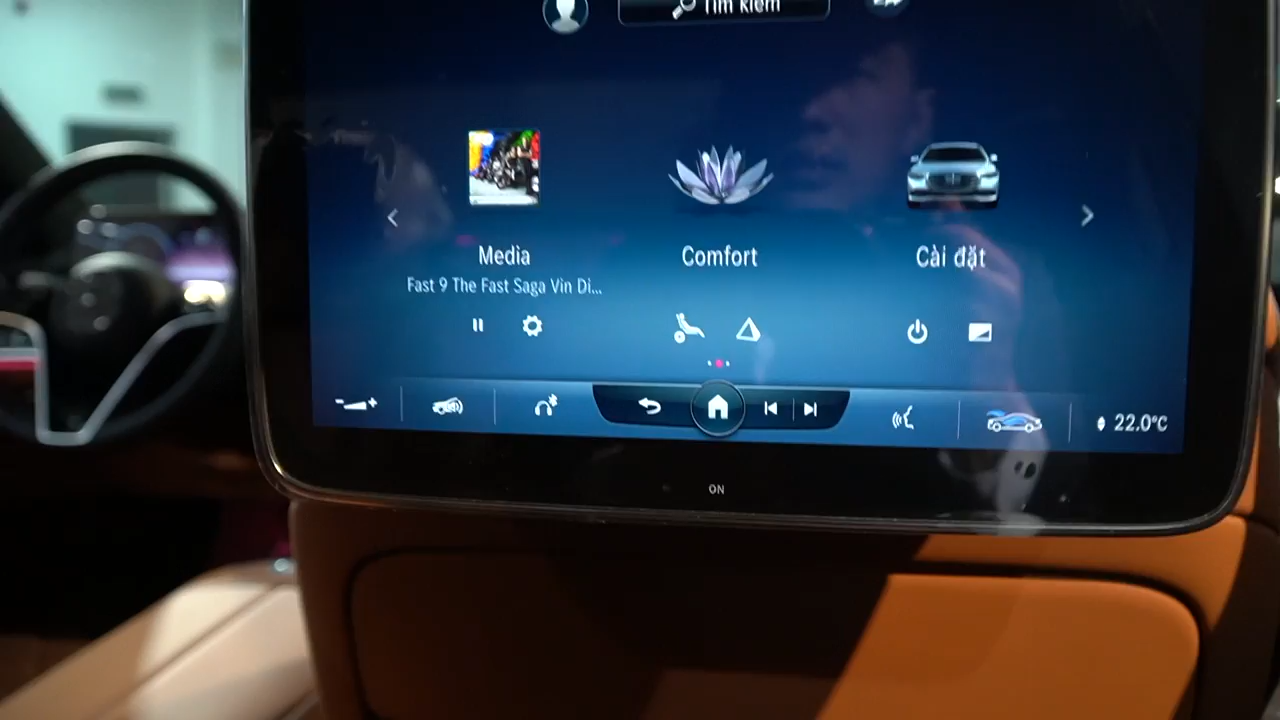 Tìm kiếm
Media
Comfort
Cài đặt
Fast 9 The Fast Saga Vin Di...
22.0°C
ON